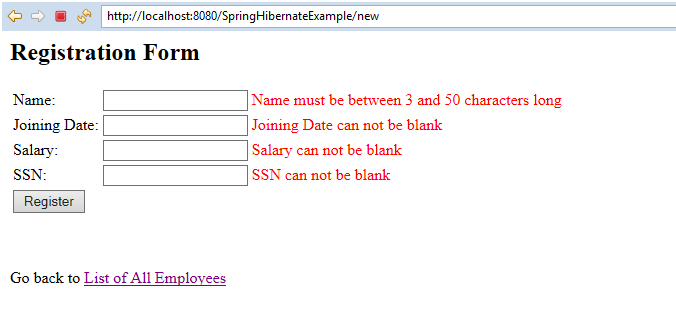 http://localhost:8080/SpringHibernateExample/new
Registration Form
Name: Name must be between 3 and 50 characters long
Joining Date: Joining Date can not be blank
Salary: Salary can not be blank
SSN: SSN can not be blank
Register
Go back to List of All Employees